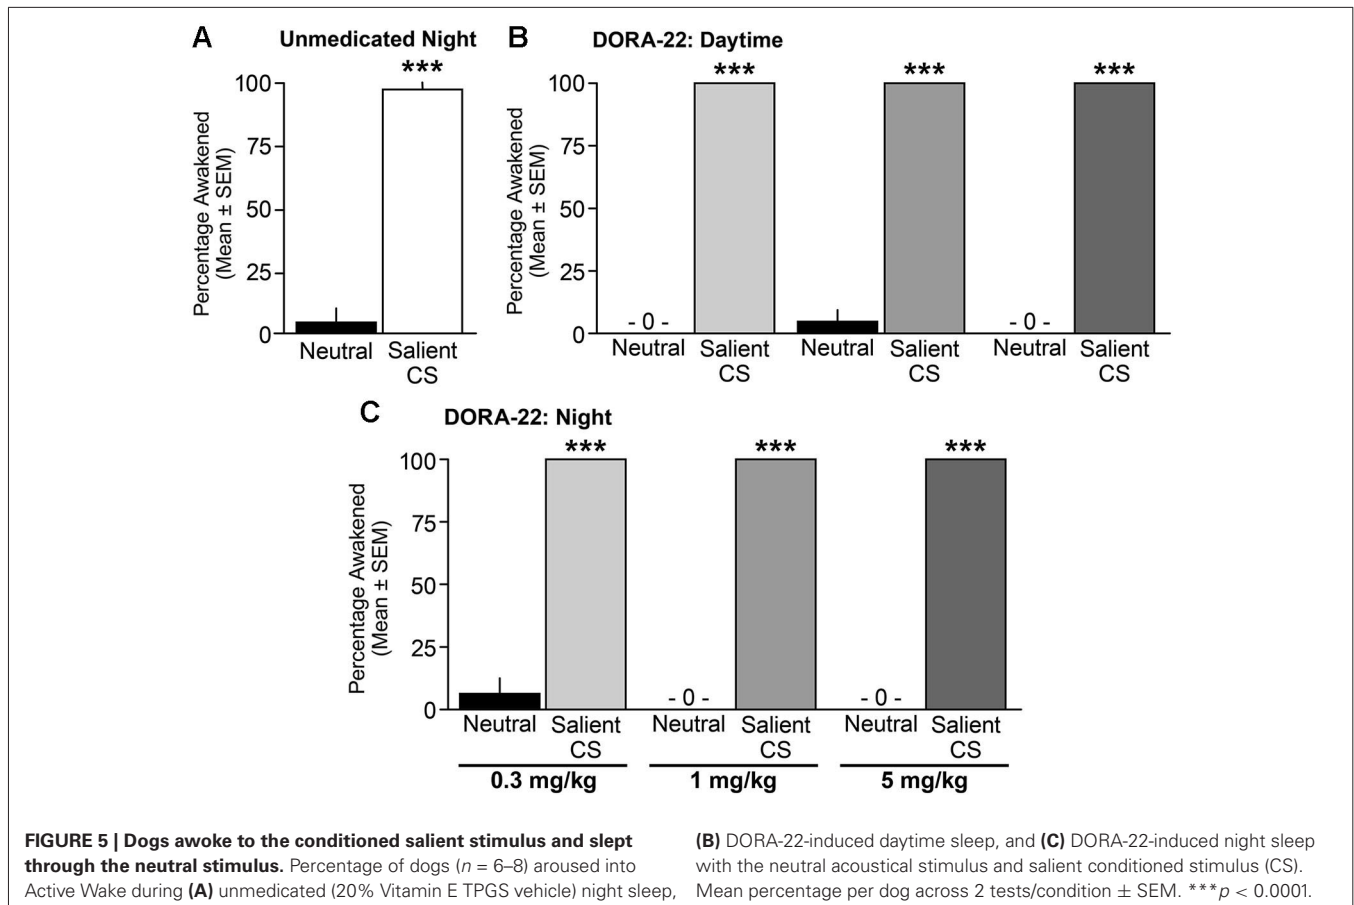 A
Unmedicated Night
***
Percentage Awakened
(Mean ± SEM)
100
75
50
25
0
Neutral
Salient
CS
B
DORA-22: Daytime
*** *** ***
Percentage Awakened
(Mean ± SEM)
100
75
50
25
0
- 0 - - 0 -
Neutral Salient Neutral Salient Neutral Salient
CS CS CS
C
DORA-22: Night
*** *** ***
Percentage Awakened
(Mean ± SEM)
100
75
50
25
0
- 0 - - 0 -
Neutral Salient Neutral Salient Neutral Salient
CS CS CS
0.3 mg/kg 1 mg/kg 5 mg/kg
FIGURE 5 | Dogs awoke to the conditioned salient stimulus and slept
through the neutral stimulus. Percentage of dogs (n = 6–8) aroused into
Active Wake during (A) unmedicated (20% Vitamin E TPGS vehicle) night sleep,
(B) DORA-22-induced daytime sleep, and (C) DORA-22-induced night sleep
with the neutral acoustical stimulus and salient conditioned stimulus (CS).
Mean percentage per dog across 2 tests/condition ± SEM. ***p < 0.0001.